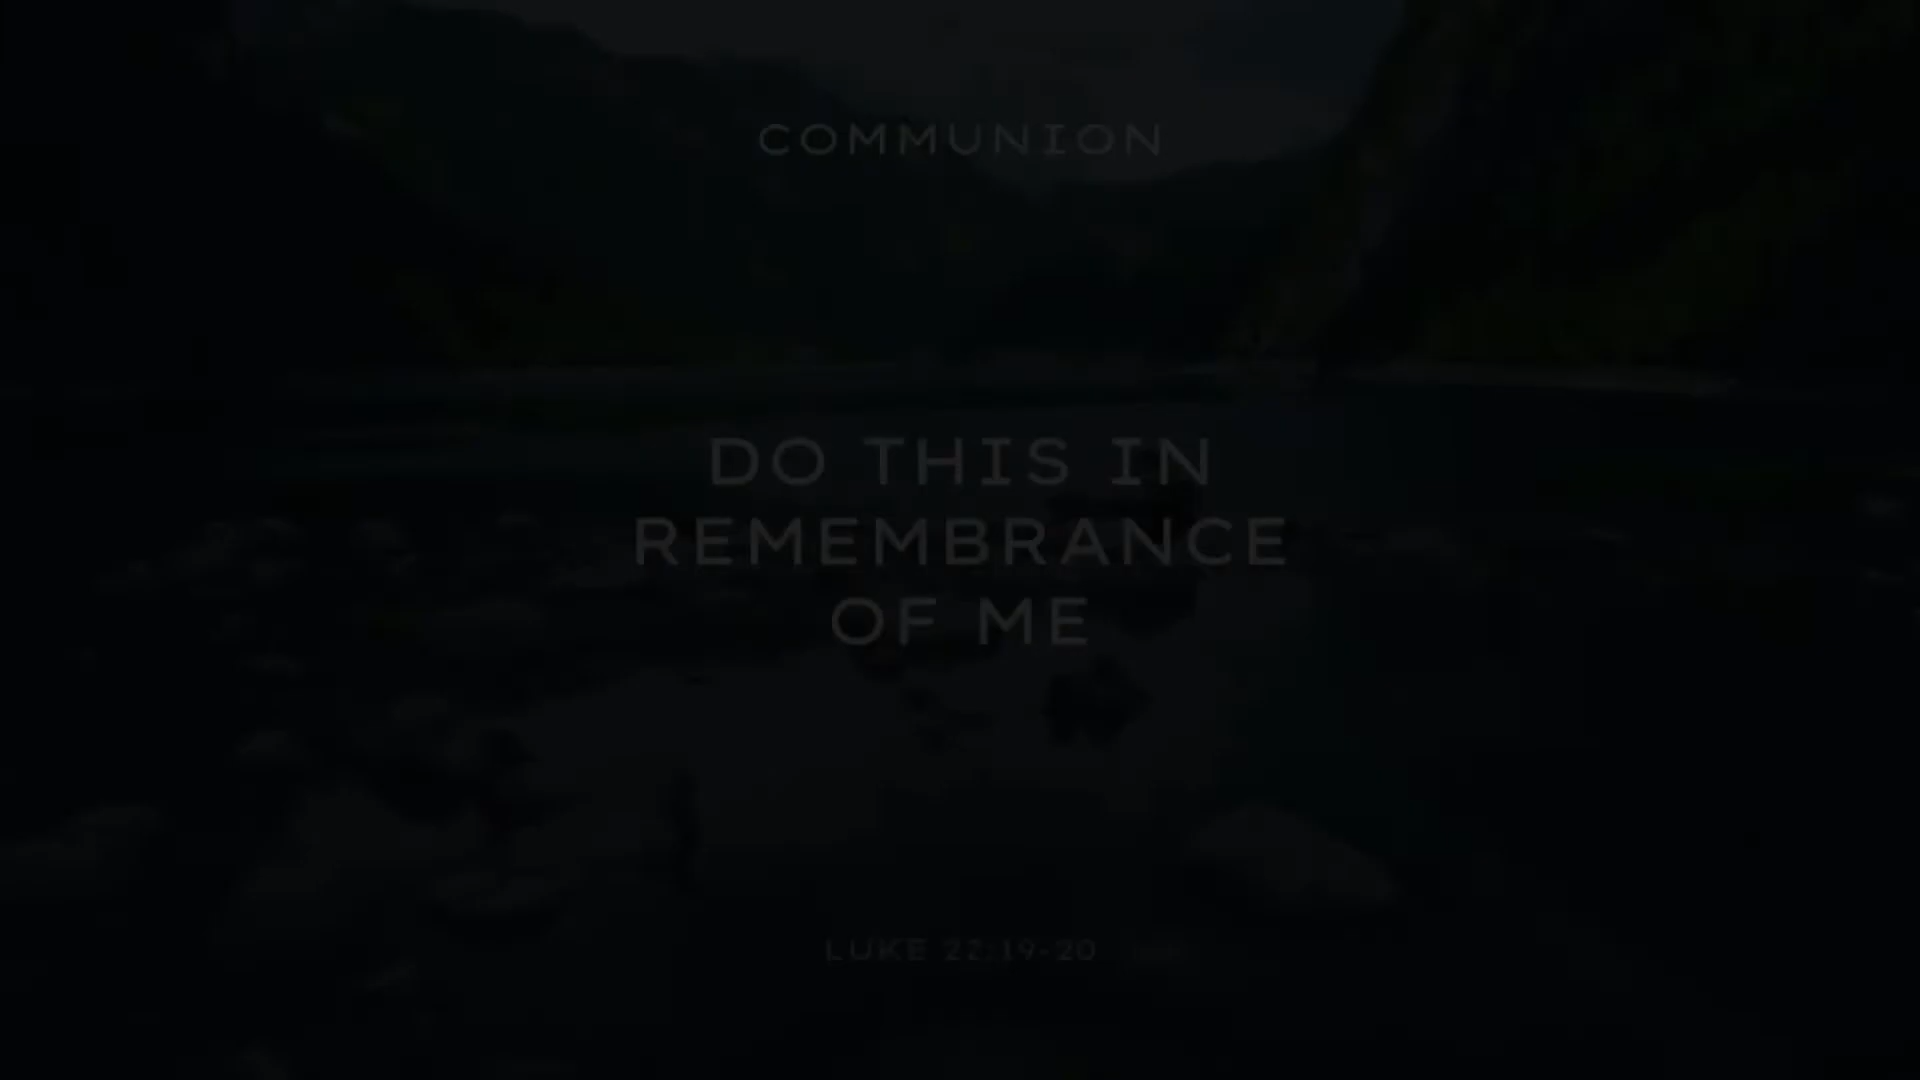 COMMUNION
DO THIS IN
REMEMBRANCE
OF ME
LUKE 22:19-20